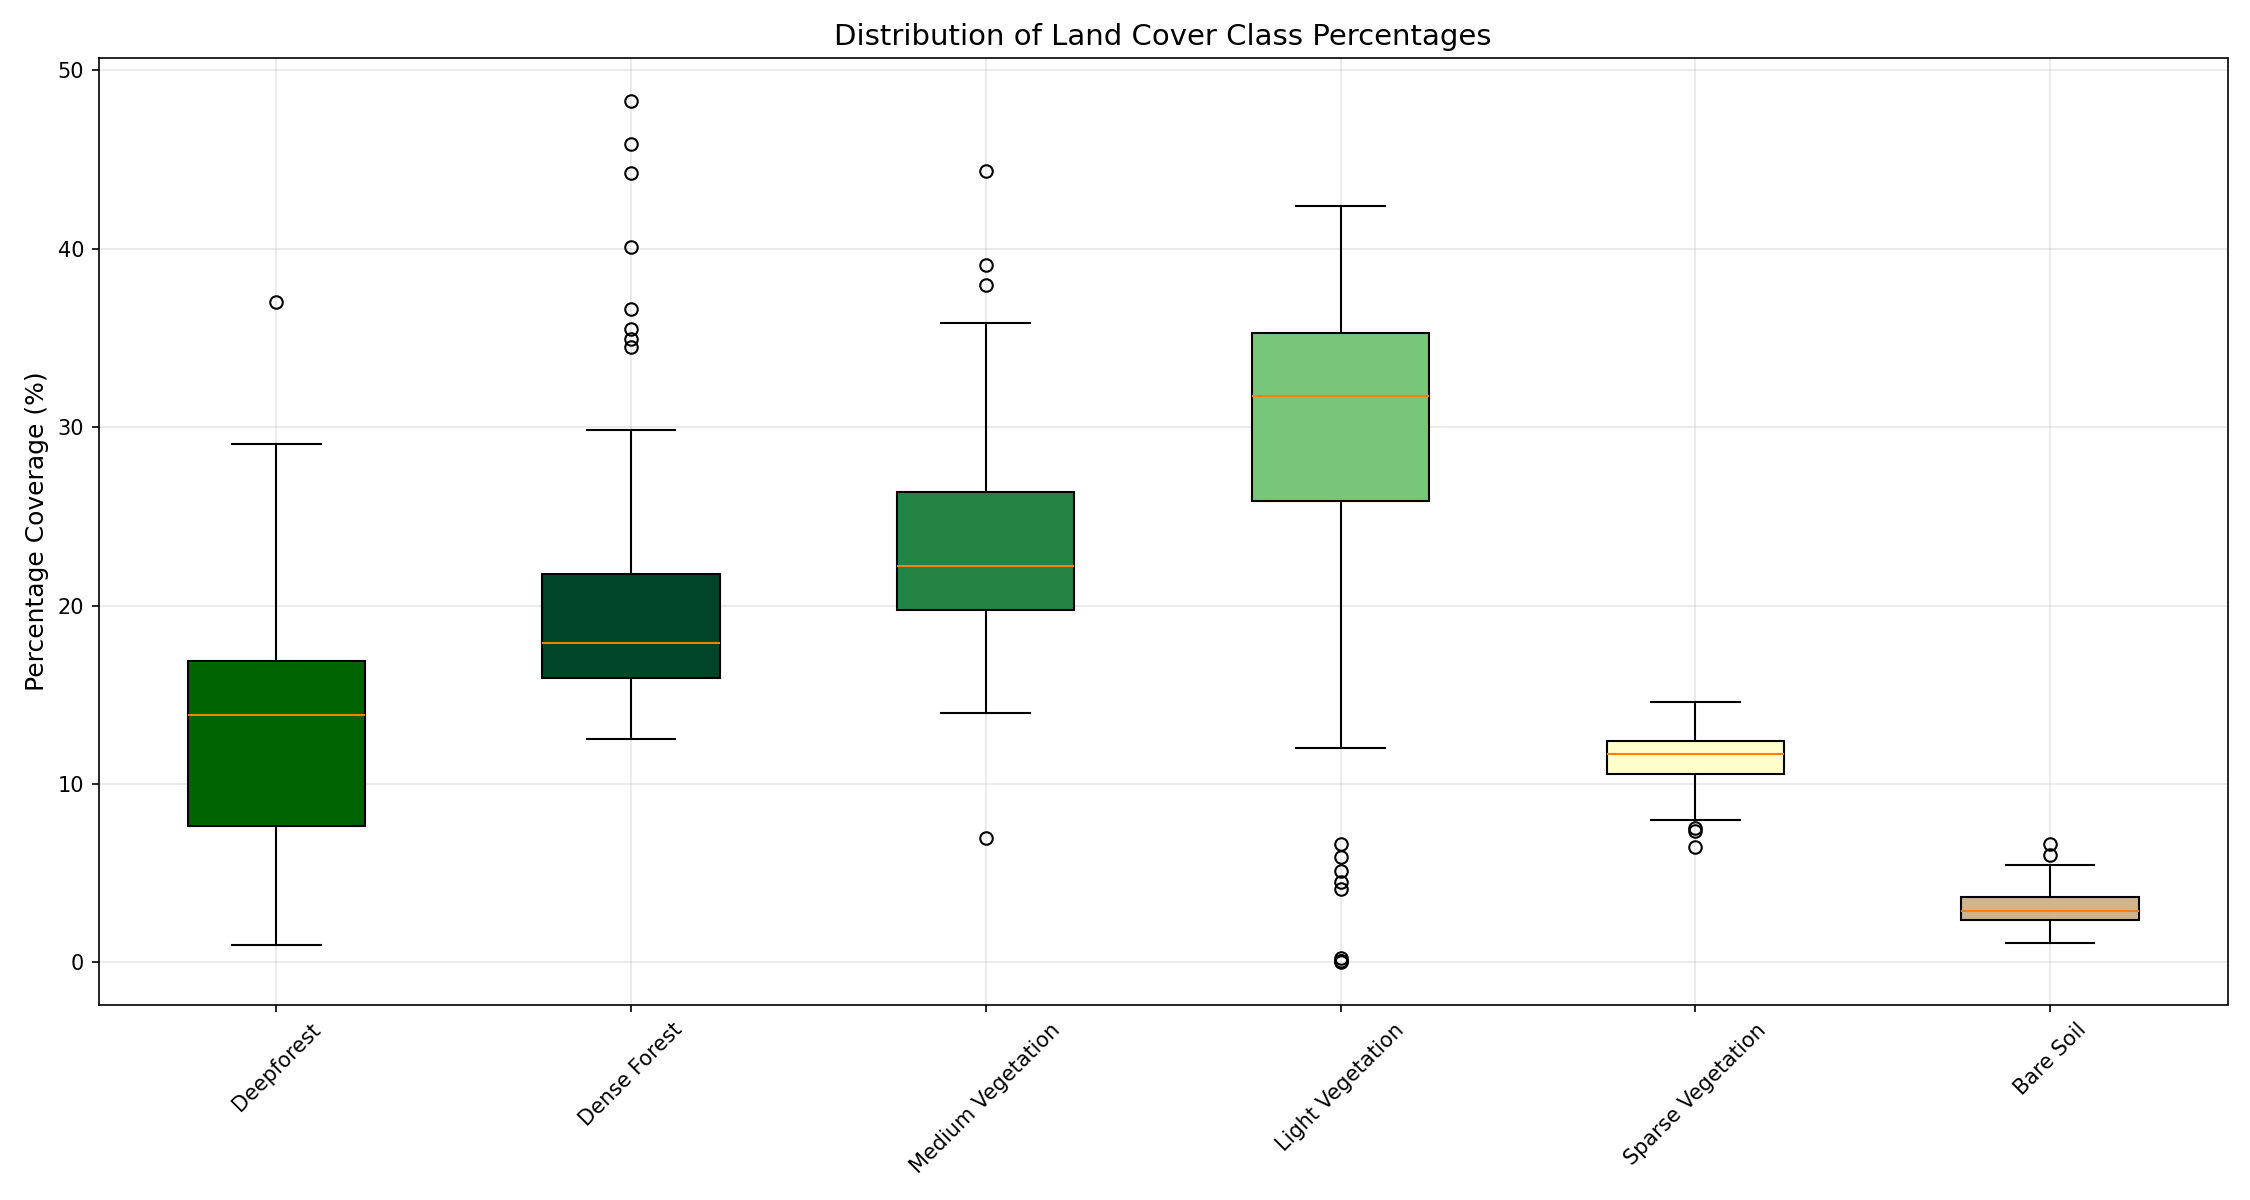 Distribution of Land Cover Class Percentages
Percentage Coverage (%)
50
40
30
20
10
0
Deepforest
Dense Forest
Medium Vegetation
Light Vegetation
Sparse Vegetation
Bare Soil